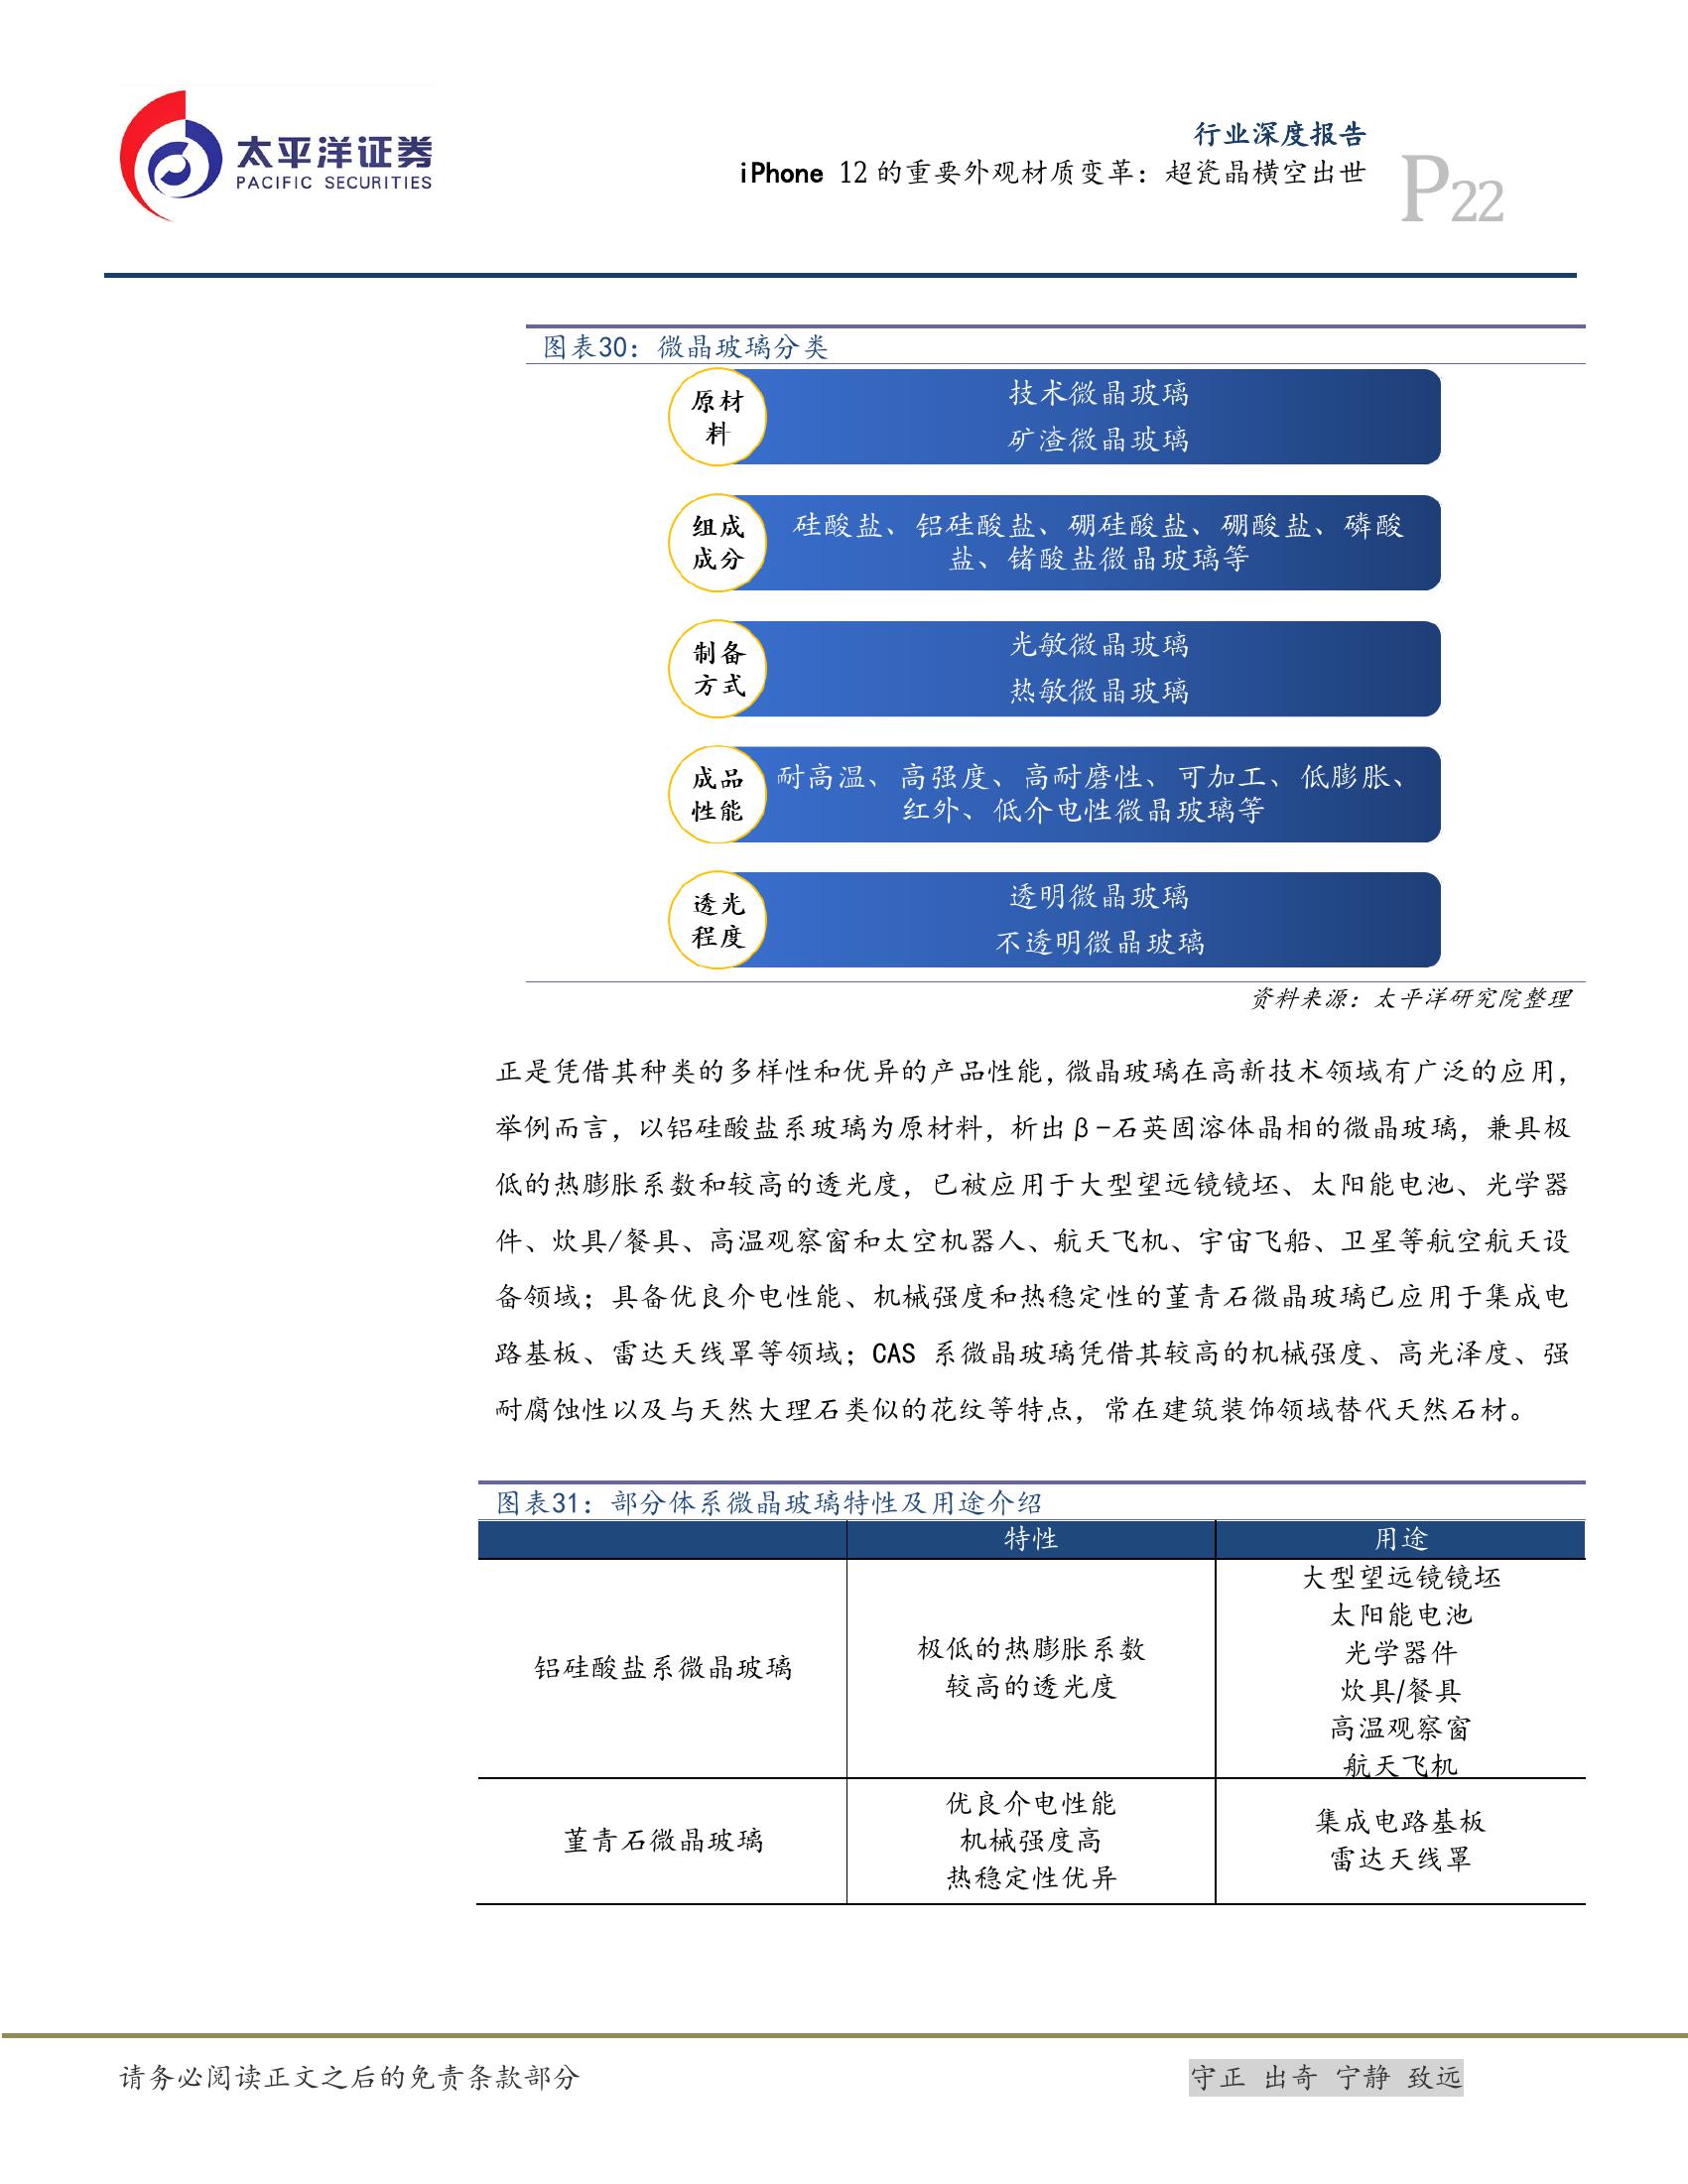 太平洋证券
PACIFIC SECURITIES
行业深度报告
iPhone 12 的重要外观材质变革：超瓷晶横空出世
P22
图表30：微晶玻璃分类
原材
料
技术微晶玻璃
矿渣微晶玻璃
组成
成分
硅酸盐、铝硅酸盐、硼硅酸盐、硼酸盐、磷酸
盐、锗酸盐微晶玻璃等
制备
方式
光敏微晶玻璃
热敏微晶玻璃
成品
性能
耐高温、高强度、高耐磨性、可加工、低膨胀、
红外、低介电性微晶玻璃等
透光
程度
透明微晶玻璃
不透明微晶玻璃
资料来源：太平洋研究院整理
正是凭借其种类的多样性和优异的产品性能，微晶玻璃在高新技术领域有广泛的应用，
举例而言，以铝硅酸盐系玻璃为原材料，析出β-石英固溶体晶相的微晶玻璃，兼具极
低的热膨胀系数和较高的透光度，已被应用于大型望远镜镜坯、太阳能电池、光学器
件、炊具/餐具、高温观察窗和太空机器人、航天飞机、宇宙飞船、卫星等航空航天设
备领域；具备优良介电性能、机械强度和热稳定性的堇青石微晶玻璃已应用于集成电
路基板、雷达天线罩等领域；CAS 系微晶玻璃凭借其较高的机械强度、高光泽度、强
耐腐蚀性以及与天然大理石类似的花纹等特点，常在建筑装饰领域替代天然石材。
图表31：部分体系微晶玻璃特性及用途介绍
特性
用途
铝硅酸盐系微晶玻璃
极低的热膨胀系数
较高的透光度
大型望远镜镜坯
太阳能电池
光学器件
炊具/餐具
高温观察窗
航天飞机
堇青石微晶玻璃
优良介电性能
机械强度高
热稳定性优异
集成电路基板
雷达天线罩
请务必阅读正文之后的免责条款部分
守正 出奇 宁静 致远